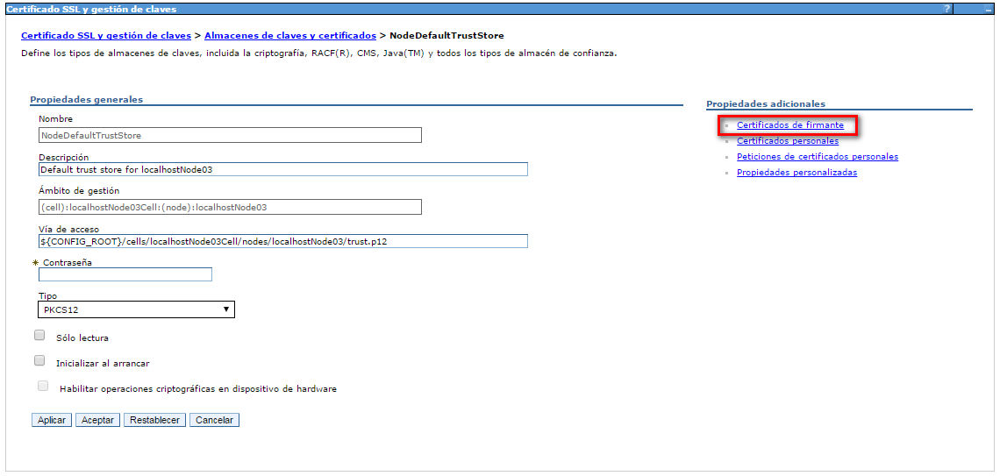 Certificado SSL y gestión de claves
?
Certificado SSL y gestión de claves > Almacenes de claves y certificados > NodeDefaultTrustStore
Define los tipos de almacenes de claves, incluida la criptografía, RACF(R), CMS, Java(TM) y todos los tipos de almacén de confianza.
Propiedades generales
Nombre
NodeDefaultTrustStore
Descripción
Default trust store for localhostNode03
Ámbito de gestión
(cell):localhostNode03Cell:(node):localhostNode03
Vía de acceso
${CONFIG_ROOT}/cells/localhostNode03Cell/nodes/localhostNode03/trust.p12
* Contraseña
Tipo
PKCS12
Sólo lectura
Inicializar al arrancar
Habilitar operaciones criptográficas en dispositivo de hardware
Aplicar Aceptar Restablecer Cancelar
Propiedades adicionales
Certificados de firmante
Certificados personales
Peticiones de certificados personales
Propiedades personalizadas